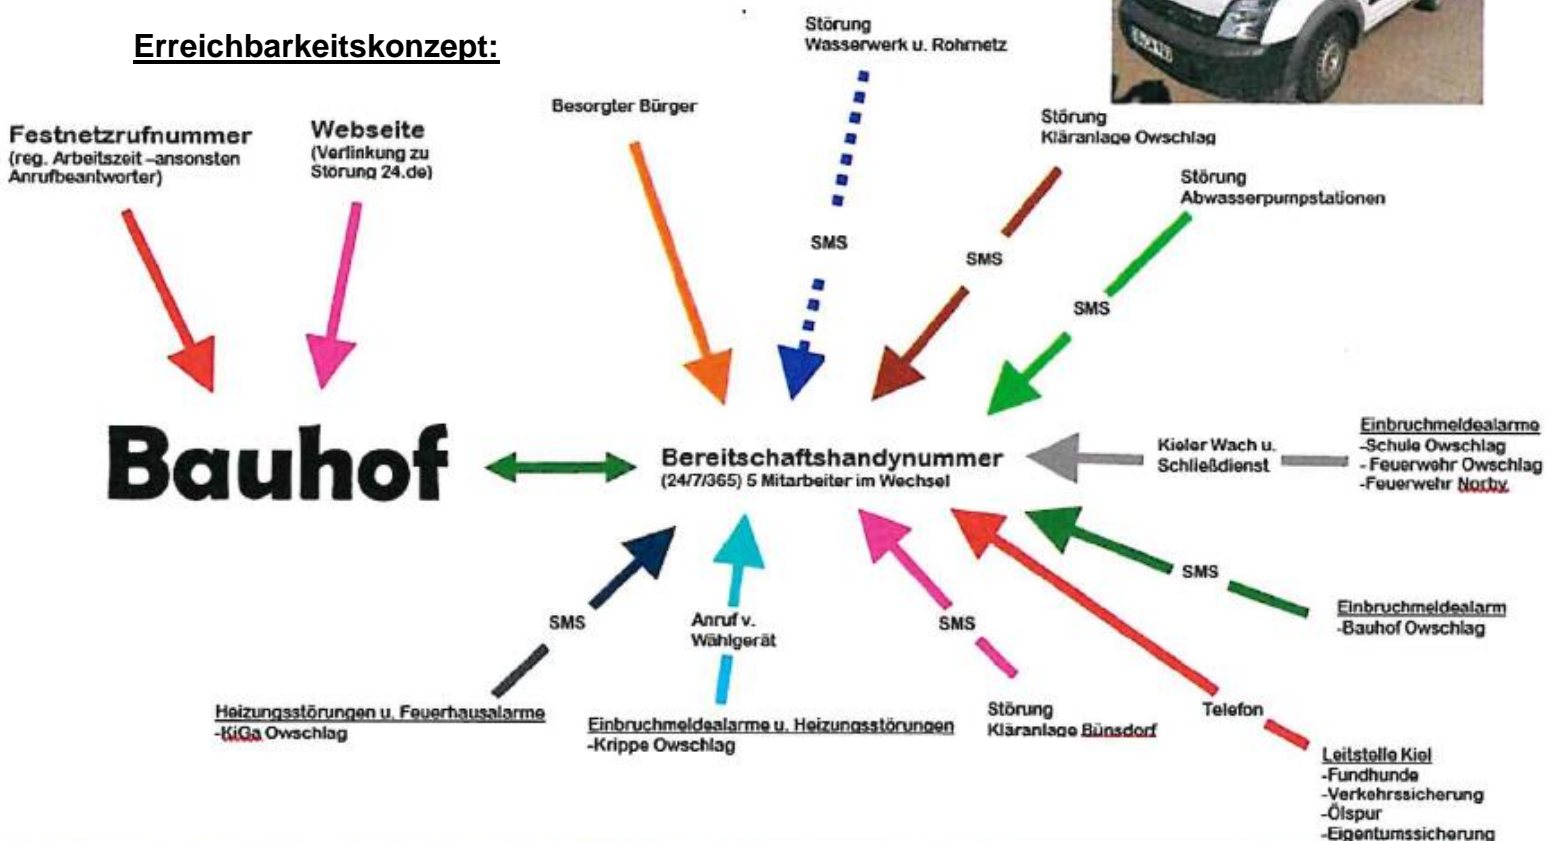 Erreichbarkeitskonzept:
Störung
Wasserwerk u. Rohrnetz
Besorgter Bürger
Störung
Kläranlage Owschlag
Festnetzrufnummer
(reg. Arbeitszeit –ansonsten
Anrufbeantworter)
Webseite
(Verlinkung zu
Störung 24.de)
Störung
Abwasserpumpstationen
SMS
SMS
SMS
Bauhof
Bereitschaftshandynummer
(24/7/365) 5 Mitarbeiter im Wechsel
Kieler Wach u.
Schließdienst
Einbruchmeldealarme
-Schule Owschlag
- Feuerwehr Owschlag
-Feuerwehr Norby
SMS
Einbruchmeldealarm
-Bauhof Owschlag
SMS
Anruf v.
Wählgerät
SMS
Heizungsstörungen u. Feuerhausalarme
-KiGa Owschlag
Einbruchmeldealarme u. Heizungsstörungen
-Krippe Owschlag
Störung
Kläranlage Bünsdorf
Telefon
Leitstelle Kiel
-Fundhunde
-Verkehrssicherung
-Ölspur
-Eigentumssicherung